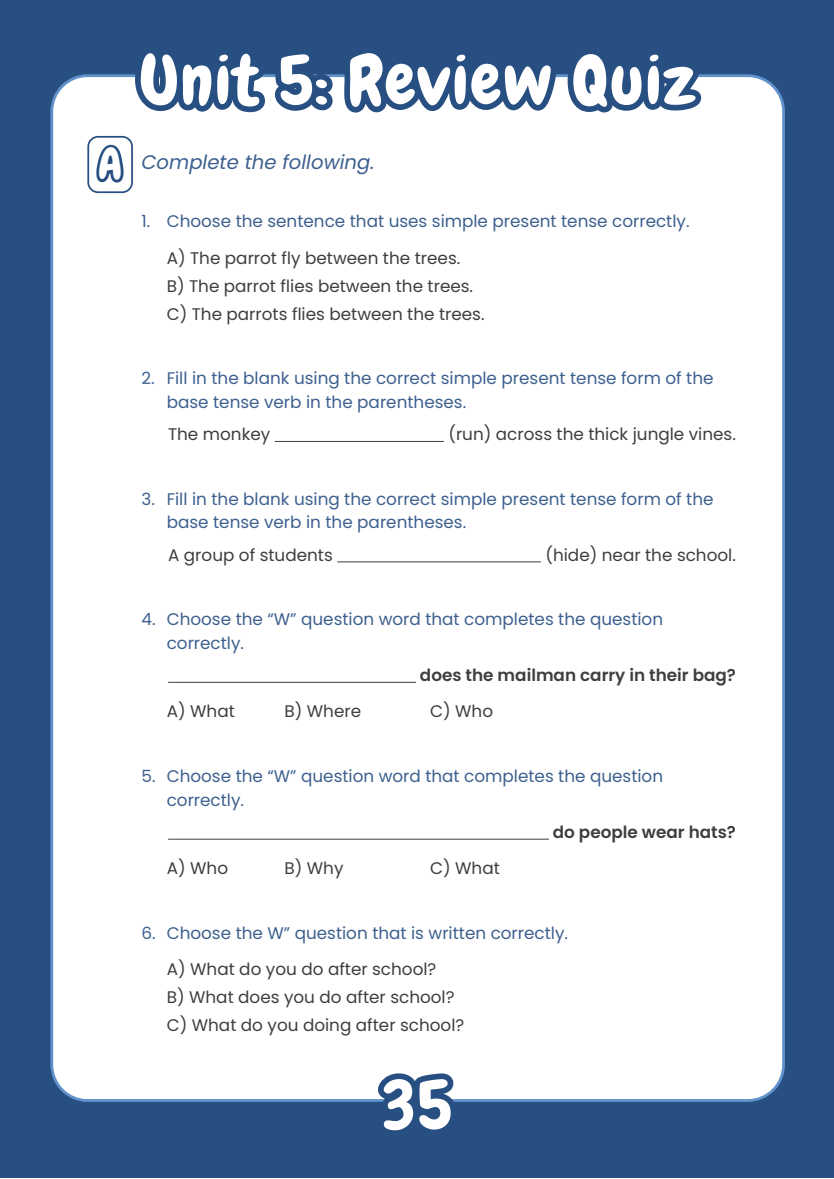 Unit 5: Review Quiz
A Complete the following.
1. Choose the sentence that uses simple present tense correctly.
A) The parrot fly between the trees.
B) The parrot flies between the trees.
C) The parrots flies between the trees.
2. Fill in the blank using the correct simple present tense form of the
base tense verb in the parentheses.
The monkey ____________________ (run) across the thick jungle vines.
3. Fill in the blank using the correct simple present tense form of the
base tense verb in the parentheses.
A group of students ________________________ (hide) near the school.
4. Choose the “W” question word that completes the question
correctly.
_____________________________ does the mailman carry in their bag?
A) What B) Where C) Who
5. Choose the “W” question word that completes the question
correctly.
_____________________________________________ do people wear hats?
A) Who B) Why C) What
6. Choose the W” question that is written correctly.
A) What do you do after school?
B) What does you do after school?
C) What do you doing after school?
35